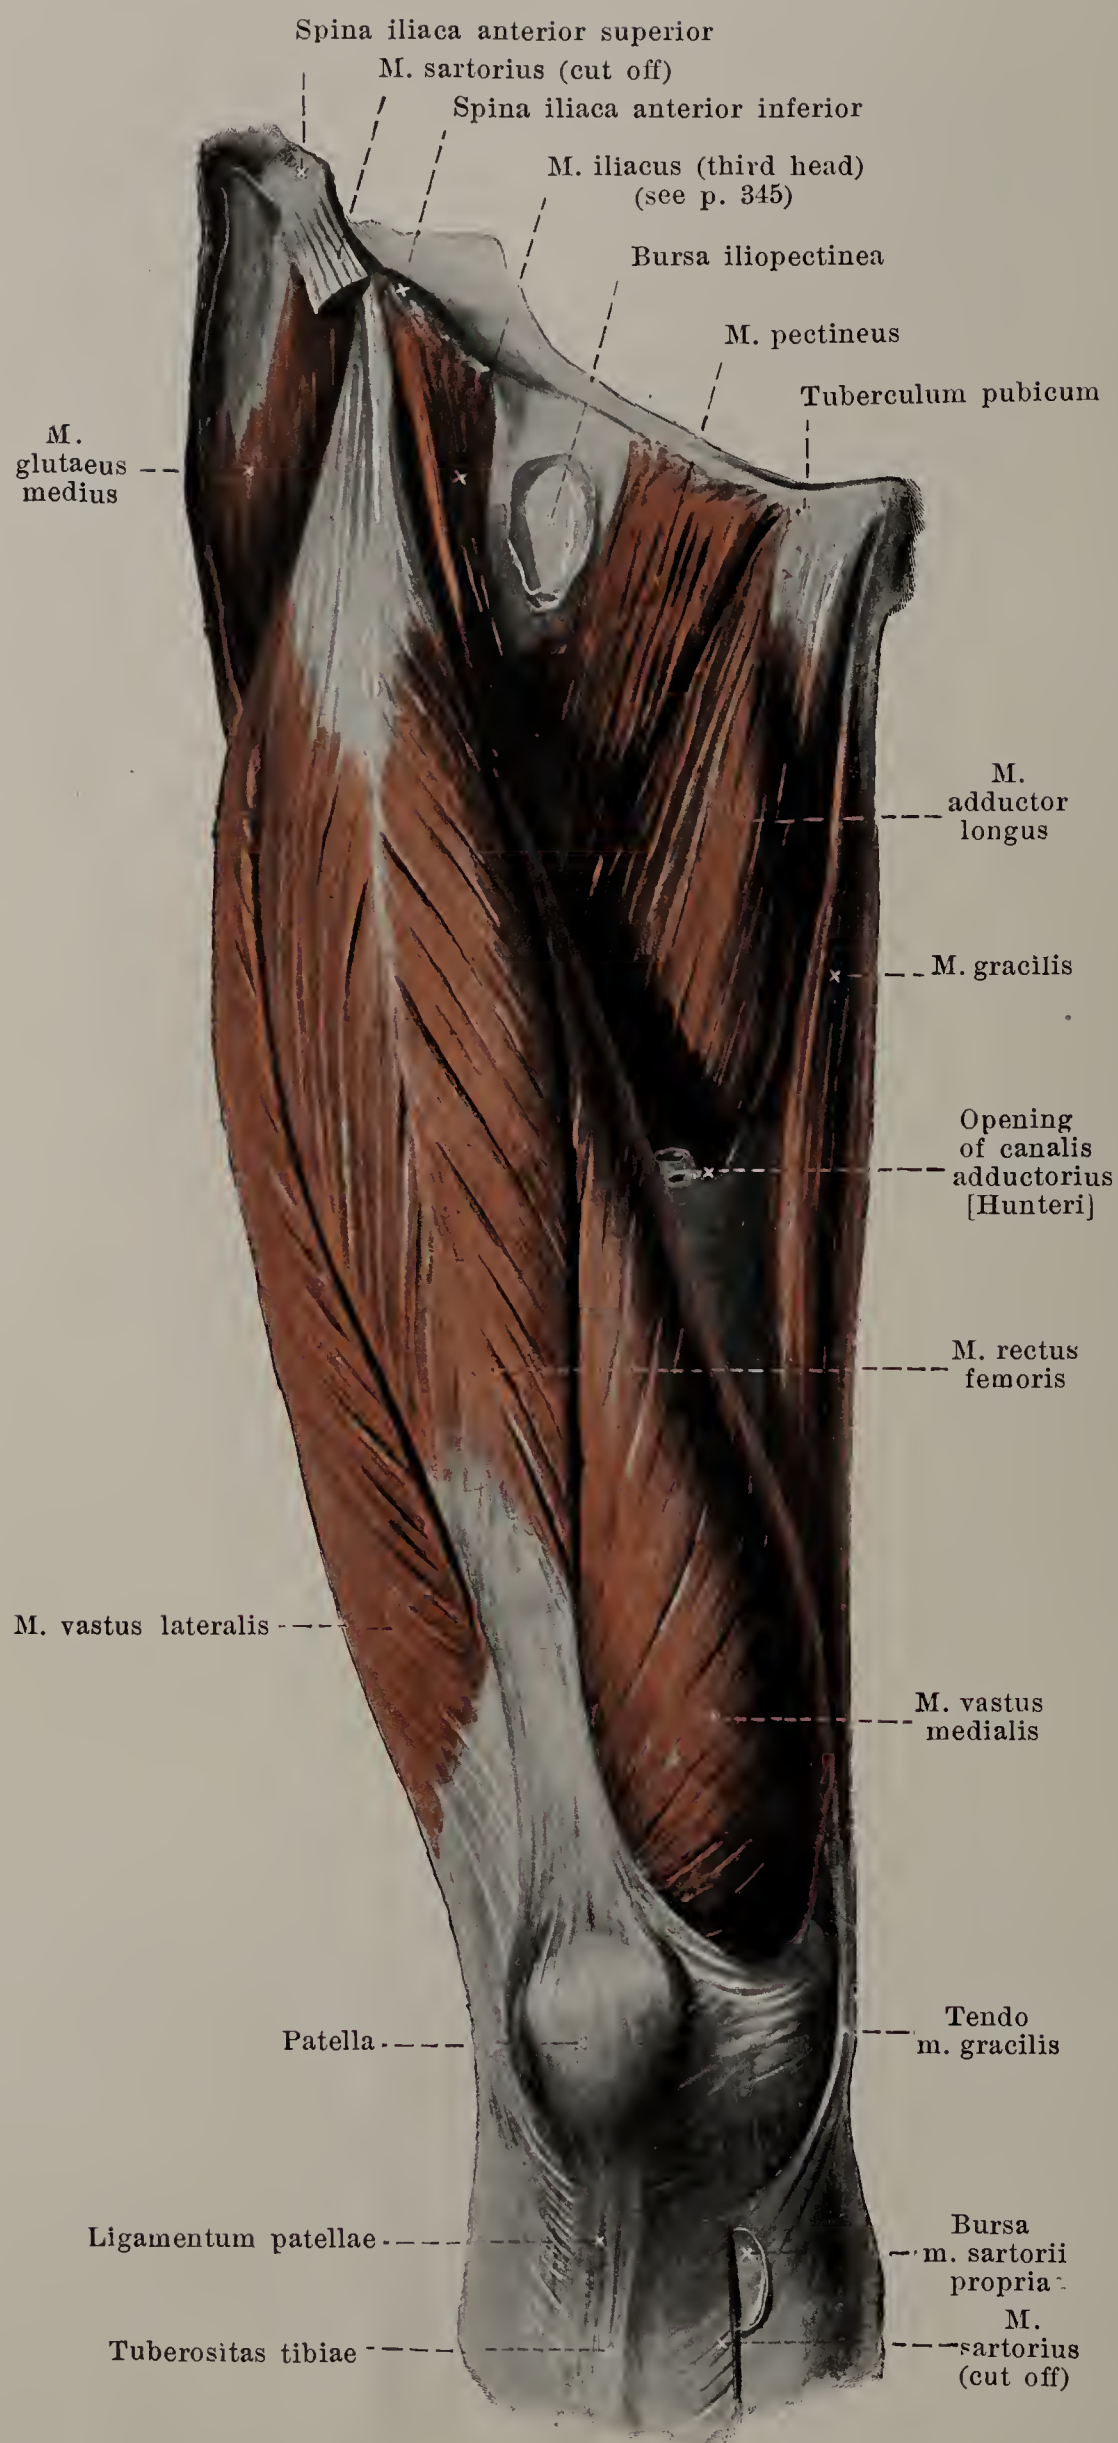 Spina iliaca anterior superior
M. sartorius (cut off)
Spina iliaca anterior inferior
M. iliacus (third head)
(see p. 345)
Bursa iliopectinea
M. pectineus
Tuberculum pubicum
M.
glutaeus
medius
M.
adductor
longus
M. gracilis
Opening
of canalis
adductorius
[Hunteri]
M. rectus
femoris
M. vastus lateralis
M. vastus
medialis
Patella
Tendo
m. gracilis
Ligamentum patellae
Bursa
m. sartorii
propria
Tuberositas tibiae
M.
sartorius
(cut off)